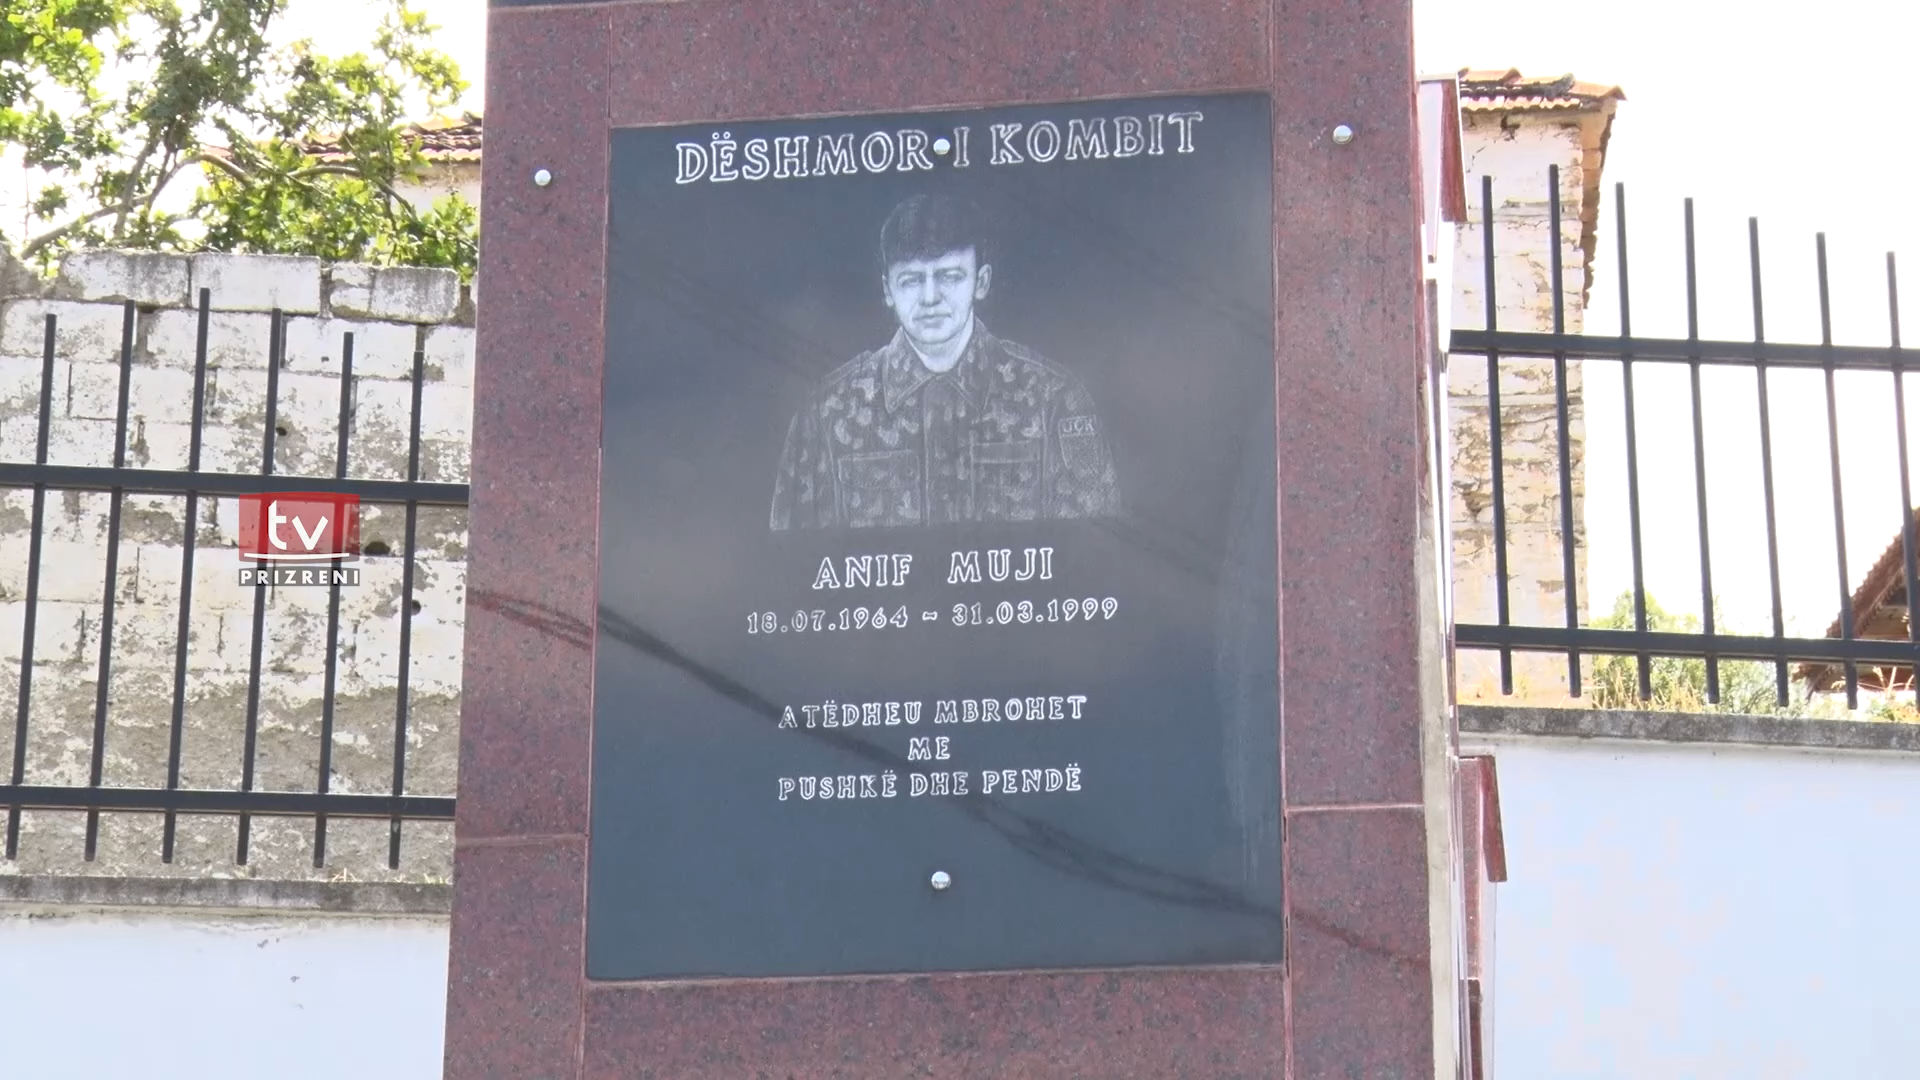 DËSHMOR I KOMBIT
UÇK
ANIF MUJI
18.07.1964 ~ 31.03.1999
ATËDHEU MBROHET
ME
PUSHKË DHE PENDË
tv
PRIZRENI